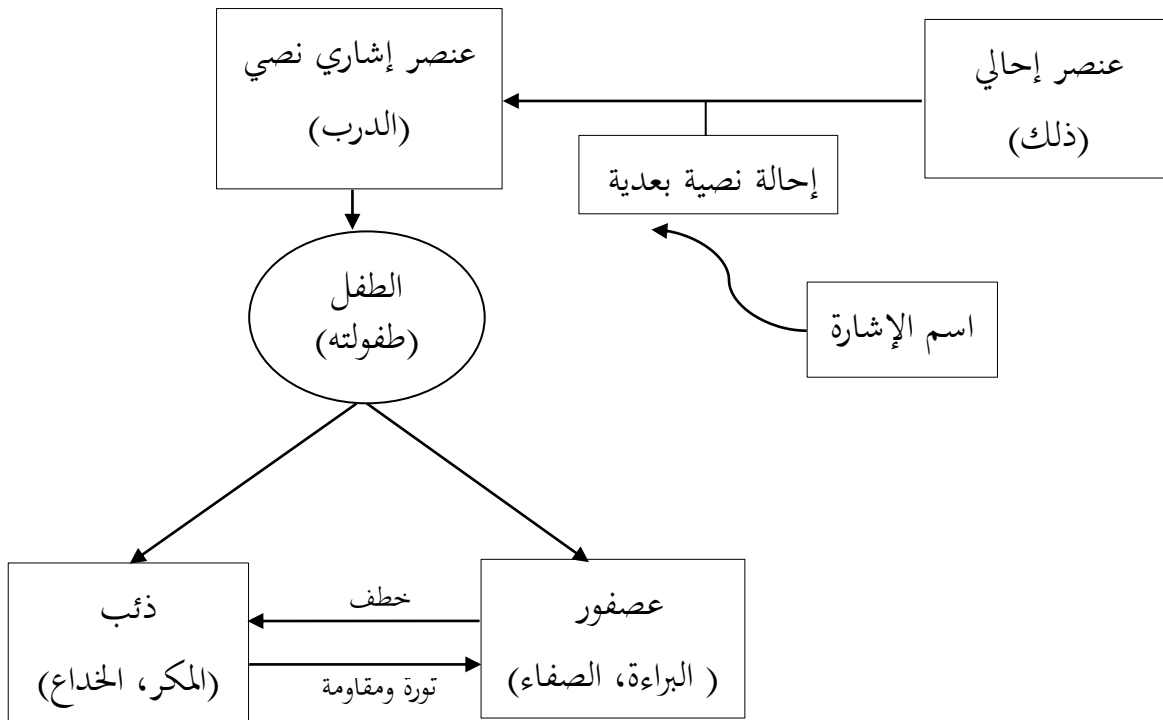 عنصر إحالي
(ذلك)
عنصر إشاري نصي
(الدرب)
إحالة نصية بعدية
اسم الإشارة
الطفل
(طفولته)
عصفور
( البراءة، الصفاء)
خطف
تورة ومقاومة
ذئب
(المكر، الخداع)